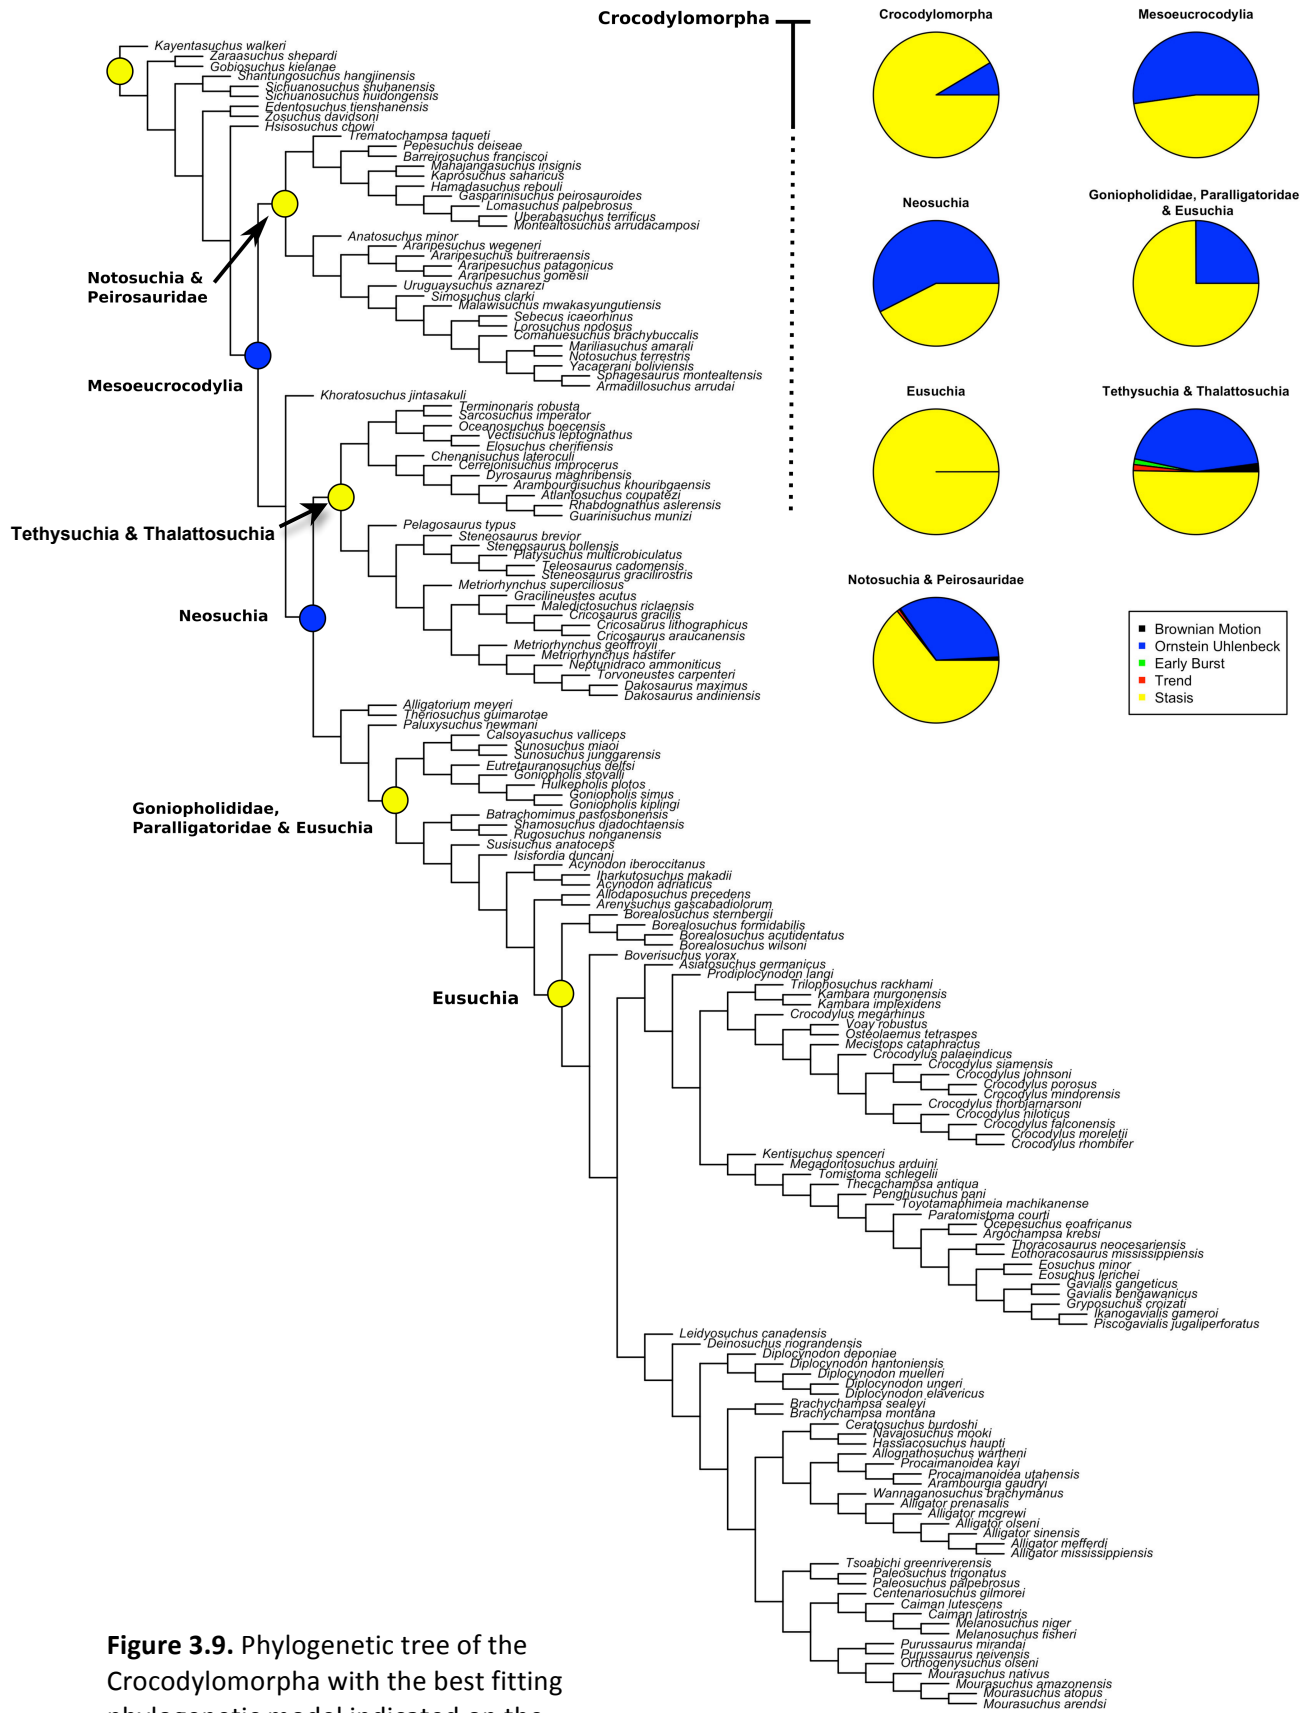 Crocodylomorpha
Kayentasuchus walkeri
Zaraasuchus shepardi
Gobiosuchus kielanae
Shantungosuchus hangjinensis
Sichuanosuchus shuhanensis
Sichuanosuchus huidongensis
Edentosuchus tienshanensis
Zosuchus davidsoni
Hsisosuchus chowi
Trematochampsa taqueti
Pepesuchus deiseae
Barreirosuchus franciscoi
Mahajangasuchus insignis
Kaprosuchus saharicus
Hamadasuchus rebouli
Gasparinisuchus peirosauroides
Lomasuchus palpebrosus
Uberabasuchus terrificus
Montealtosuchus arrudacamposi
Anatosuchus minor
Araripesuchus wegeneri
Araripesuchus buitreraensis
Araripesuchus patagonicus
Araripesuchus gomesii
Uruguaysuchus aznarezi
Simosuchus clarki
Malawisuchus mwakasyungutiensis
Sebecus icaeorhinus
Lorosuchus nodosus
Comahuesuchus brachybuccalis
Mariliasuchus amarali
Notosuchus terrestris
Yacarerani boliviensis
Sphagesaurus montealtensis
Armadillosuchus arrudai
Notosuchia &
Peirosauridae
Mesoeucrocodylia
Khoratosuchus jintasakuli
Terminonaris robusta
Sarcosuchus imperator
Oceanosuchus boecensis
Vectisuchus leptognathus
Elosuchus cherifiensis
Chenanisuchus lateroculi
Cerrejonisuchus improcerus
Dyrosaurus maghribensis
Arambourgisuchus khouribgaensis
Atlantosuchus coupatezi
Rhabdognathus aslerensis
Guarinisuchus munizi
Tethysuchia & Thalattosuchia
Pelagosaurus typus
Steneosaurus brevior
Steneosaurus bollensis
Platysuchus multicrobiculatus
Teleosaurus cadomensis
Steneosaurus gracilirostris
Metriorhynchus superciliosus
Gracilineustes acutus
Maledictosuchus riclaensis
Cricosaurus gracilis
Cricosaurus lithographicus
Cricosaurus araucanensis
Metriorhynchus geoffroyii
Metriorhynchus hastifer
Neptunidraco ammoniticus
Torvoneustes carpenteri
Dakosaurus maximus
Dakosaurus andiniensis
Neosuchia
Alligatorium meyeri
Theriosuchus guimarotae
Paluxysuchus newmani
Calsoyasuchus valliceps
Sunosuchus miaoi
Sunosuchus junggarensis
Eutretauranosuchus delfsi
Goniopholis stovalli
Hulkepholis plotos
Goniopholis simus
Goniopholis kiplingi
Goniopholididae,
Paralligatoridae & Eusuchia
Batrachomimus pastosbonensis
Shamosuchus djadochtaensis
Rugosuchus nonganensis
Susisuchus anatoceps
Isisfordia duncani
Acynodon iberoccitanus
Iharkutosuchus makadii
Acynodon adriaticus
Allodaposuchus precedens
Arenysuchus gascabadiolorum
Borealosuchus sternbergii
Borealosuchus formidabilis
Borealosuchus acutidentatus
Borealosuchus wilsoni
Boverisuchus vorax
Eusuchia
Asiatosuchus germanicus
Prodiplocynodon langi
Trilophosuchus rackhami
Kambara murgonensis
Kambara implexidens
Crocodylus megarhinus
Voay robustus
Osteolaemus tetraspes
Mecistops cataphractus
Crocodylus palaeindicus
Crocodylus siamensis
Crocodylus johnsoni
Crocodylus porosus
Crocodylus mindorensis
Crocodylus thorbjarnarsoni
Crocodylus niloticus
Crocodylus falconensis
Crocodylus moreletii
Crocodylus rhombifer
Kentisuchus spenceri
Megadontosuchus arduini
Tomistoma schlegelii
Thecachampsa antiqua
Penghusuchus pani
Toyotamaphimeia machikanense
Paratomistoma courti
Ocepesuchus eoafricanus
Argochampsa krebsi
Thoracosaurus neocesariensis
Eothoracosaurus mississippiensis
Eosuchus minor
Eosuchus lerichei
Gavialis gangeticus
Gavialis bengawanicus
Gryposuchus croizati
Ikanogavialis gameroi
Piscogavialis jugaliperforatus
Leidyosuchus canadensis
Deinosuchus riograndensis
Diplocynodon deponiae
Diplocynodon hantoniensis
Diplocynodon muelleri
Diplocynodon ungeri
Diplocynodon elavericus
Brachychampsa sealeyi
Brachychampsa montana
Ceratosuchus burdoshi
Navajosuchus mooki
Hassiacosuchus haupti
Allognathosuchus wartheni
Procaimanoidea kayi
Procaimanoidea utahensis
Arambourgia gaudryi
Wannaganosuchus brachymanus
Alligator prenasalis
Alligator mcgrewi
Alligator olseni
Alligator sinensis
Alligator mefferdi
Alligator mississippiensis
Tsoabichi greenriverensis
Paleosuchus trigonatus
Paleosuchus palpebrosus
Centenariosuchus gilmorei
Caiman lutescens
Caiman latirostris
Melanosuchus niger
Melanosuchus fisheri
Purussaurus mirandai
Purussaurus neivensis
Orthogenysuchus olseni
Mourasuchus nativus
Mourasuchus amazonensis
Mourasuchus atopus
Mourasuchus arendsi
Crocodylomorpha
Mesoeucrocodylia
Neosuchia
Goniopholididae, Paralligatoridae
& Eusuchia
Eusuchia
Tethysuchia & Thalattosuchia
Notosuchia & Peirosauridae
Brownian Motion
Ornstein Uhlenbeck
Early Burst
Trend
Stasis
Figure 3.9. Phylogenetic tree of the
Crocodylomorpha with the best fitting
phylogenetic model indicated on the